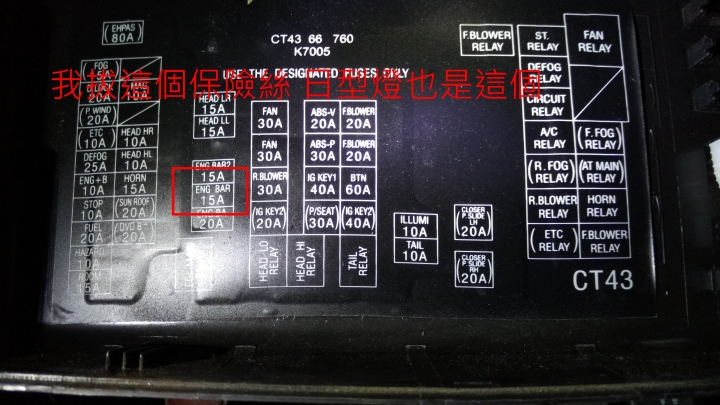 (EHPAS)
80A
CT43 66 760
K7005
USE THE DESIGNATED FUSES ONLY
我拔這個保險絲 日型燈也是這個
FOG
15A
20A
10A
(P WIND)
20A
(ETC)
10A
HEAD HR
10A
DEFOG
25A
HEAD HL
10A
ENG+B
10A
HORN
15A
STOP
10A
(SUN ROOF)
20A
FUEL
20A
(DVD B-)
20A
HAZARD
10A
ROOM
15A
HEAD LR
15A
HEAD LL
15A
ENG BAR2
15A
ENG BAR
15A
20A
FAN
30A
FAN
30A
R.BLOWER
30A
(IG KEY2)
20A
ABS-V
20A
F.BLOWER
20A
ABS-P
30A
F.BLOWER
20A
IG KEY1
40A
BTN
60A
(P/SEAT)
30A
(IG KEY2)
40A
HEAD LO
RELAY
HEAD HI
RELAY
TAIL
RELAY
ILLUMI
10A
TAIL
10A
CLOSER
P.SLIDE
LH
20A
CLOSER
P.SLIDE
RH
20A
F.BLOWER
RELAY
ST.
RELAY
FAN
RELAY
DEFOG
RELAY
CIRCUIT
RELAY
A/C
RELAY
(F. FOG)
RELAY
(R. FOG)
RELAY
(AT MAIN)
RELAY
R.BLOWER
RELAY
HORN
RELAY
(ETC)
RELAY
F.BLOWER
RELAY
CT43